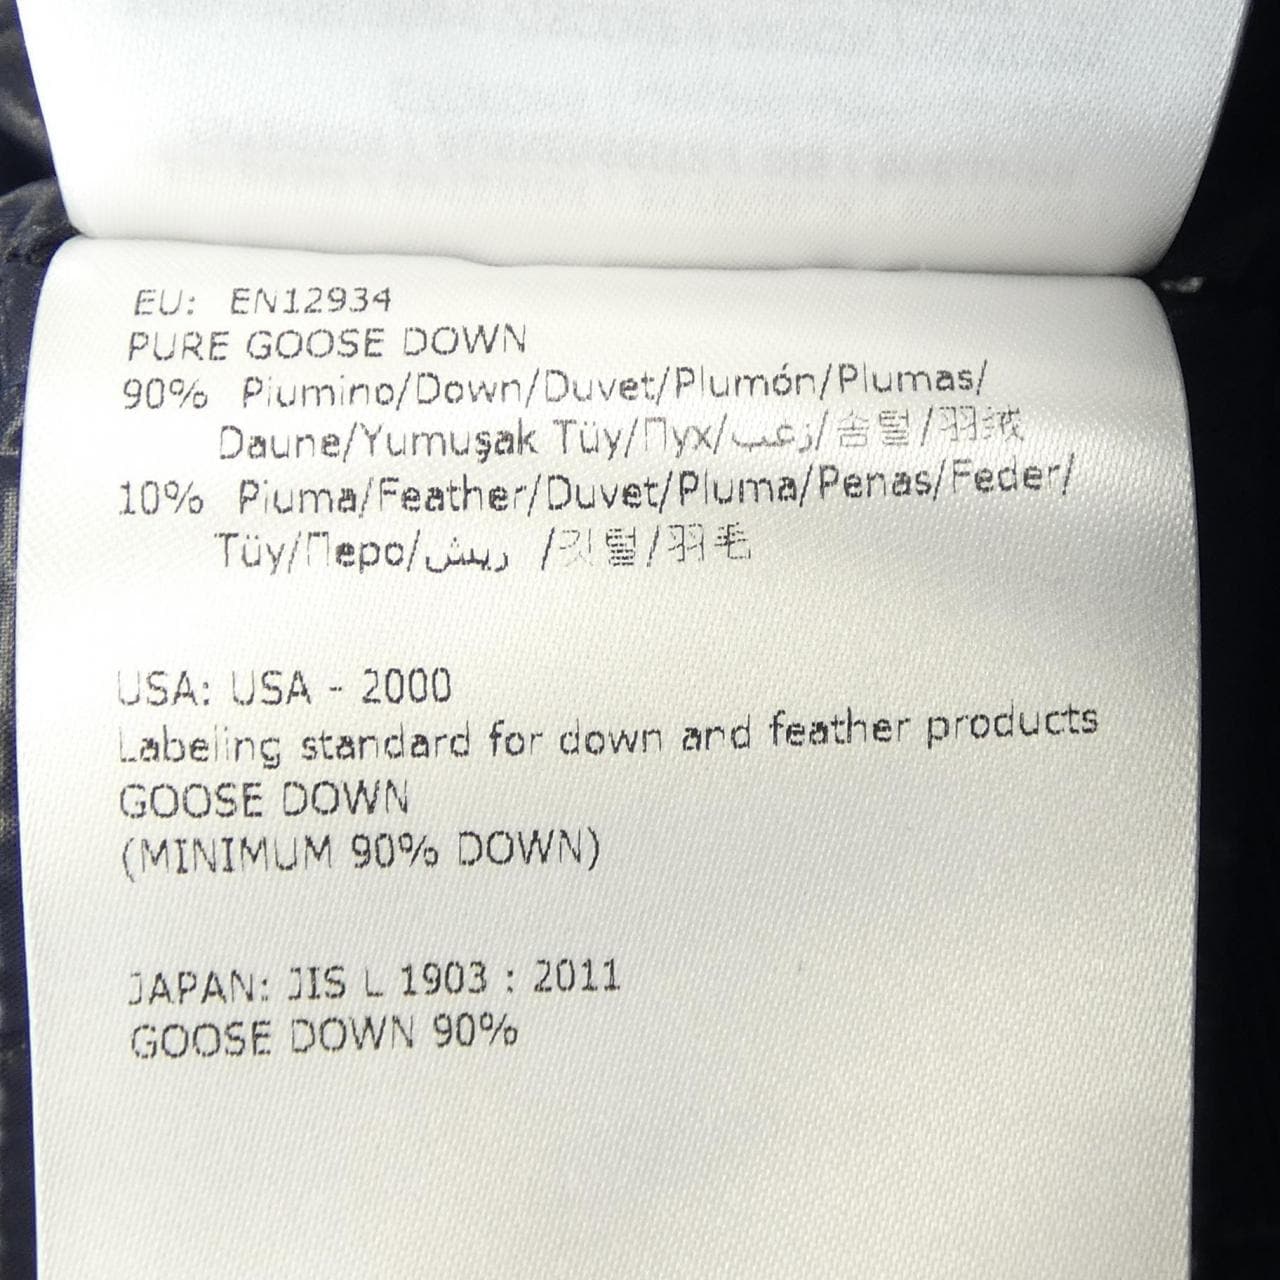 EU: EN12934
PURE GOOSE DOWN
90% Piumino/Down/Duvet/Plumón/Plumas/
Daune/Yumuşak Tüy/Пух/زغب/솜털/羽绒
10% Piuma/Feather/Duvet/Pluma/Penas/Feder/
Tüy/Перо/ريش /깃털/羽毛
USA: USA - 2000
Labeling standard for down and feather products
GOOSE DOWN
(MINIMUM 90% DOWN)
JAPAN: JIS L 1903 : 2011
GOOSE DOWN 90%